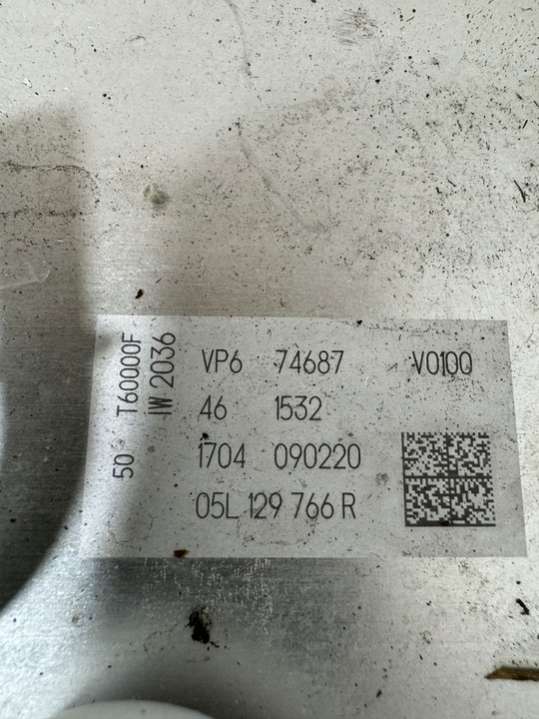 50 T60000F
IW 2036
VP6 74687 V0100
46 1532
1704 090220
05L 129 766 R